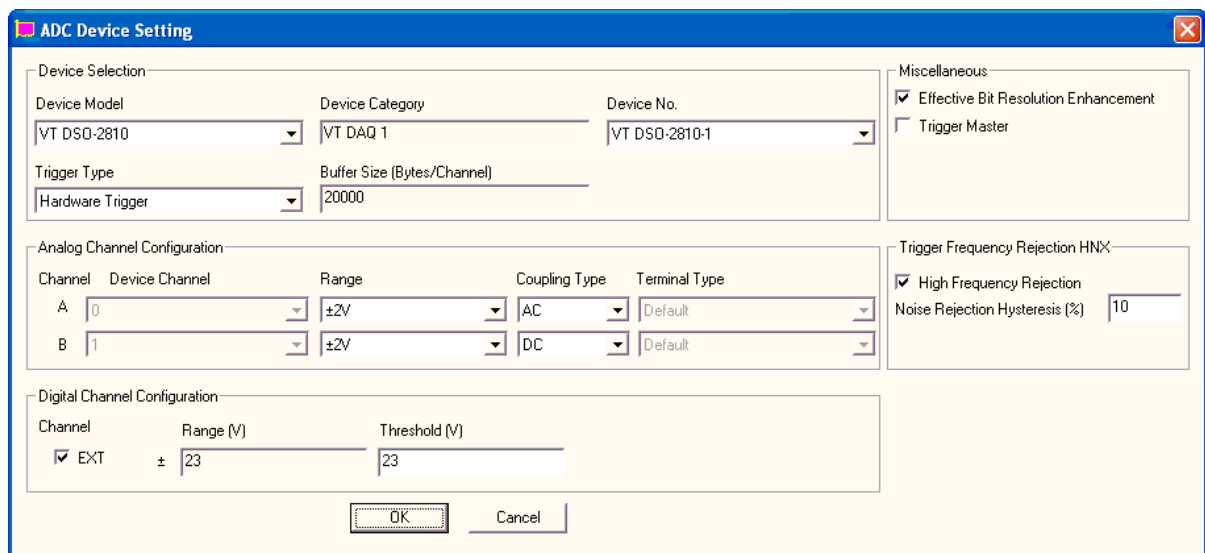 ADC Device Setting
Device Selection
Device Model
Device Category
Device No.
VT DSO-2810
VT DAQ 1
VT DSO-2810-1
Trigger Type
Buffer Size (Bytes/Channel)
Hardware Trigger
20000
Miscellaneous
Effective Bit Resolution Enhancement
Trigger Master
Analog Channel Configuration
Channel Device Channel Range Coupling Type Terminal Type
A 0 ±2V AC Default
B 1 ±2V DC Default
Trigger Frequency Rejection HNX
High Frequency Rejection
Noise Rejection Hysteresis (%) 10
Digital Channel Configuration
Channel Range (V) Threshold (V)
EXT ± 23 23
OK Cancel